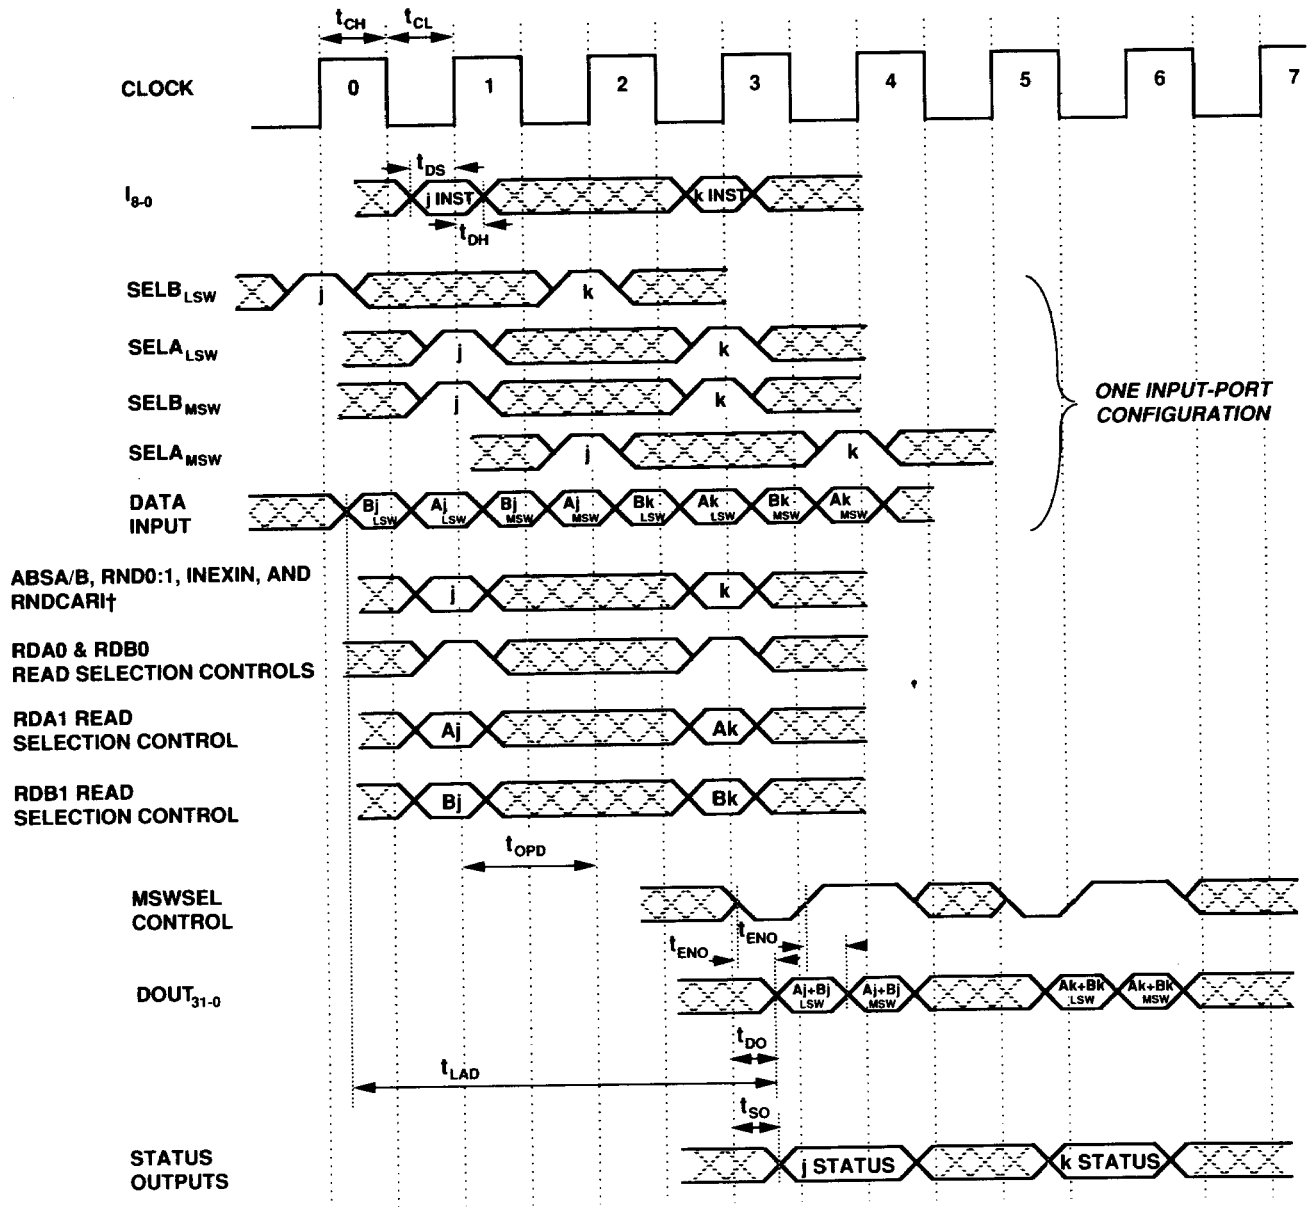 tCH tCL
CLOCK 0 1 2 3 4 5 6 7
tDS
I8-0 j INST k INST
tDH
SELBLSW j k
SELALSW j k
SELBMSW j k
SELAMSW j k
ONE INPUT-PORT
CONFIGURATION
DATA
INPUT
Bj LSW Aj LSW Bj MSW Aj MSW Bk LSW Ak LSW Bk MSW Ak MSW
ABSA/B, RND0:1, INEXIN, AND
RNDCARI†
j k
RDA0 & RDB0
READ SELECTION CONTROLS
RDA1 READ
SELECTION CONTROL
Aj Ak
RDB1 READ
SELECTION CONTROL
Bj Bk
tOPD
MSWSEL
CONTROL
tENO tENO
DOUT31-0
Aj+Bj LSW Aj+Bj MSW Ak+Bk LSW Ak+Bk MSW
tDO
tLAD
tSO
STATUS
OUTPUTS
j STATUS k STATUS